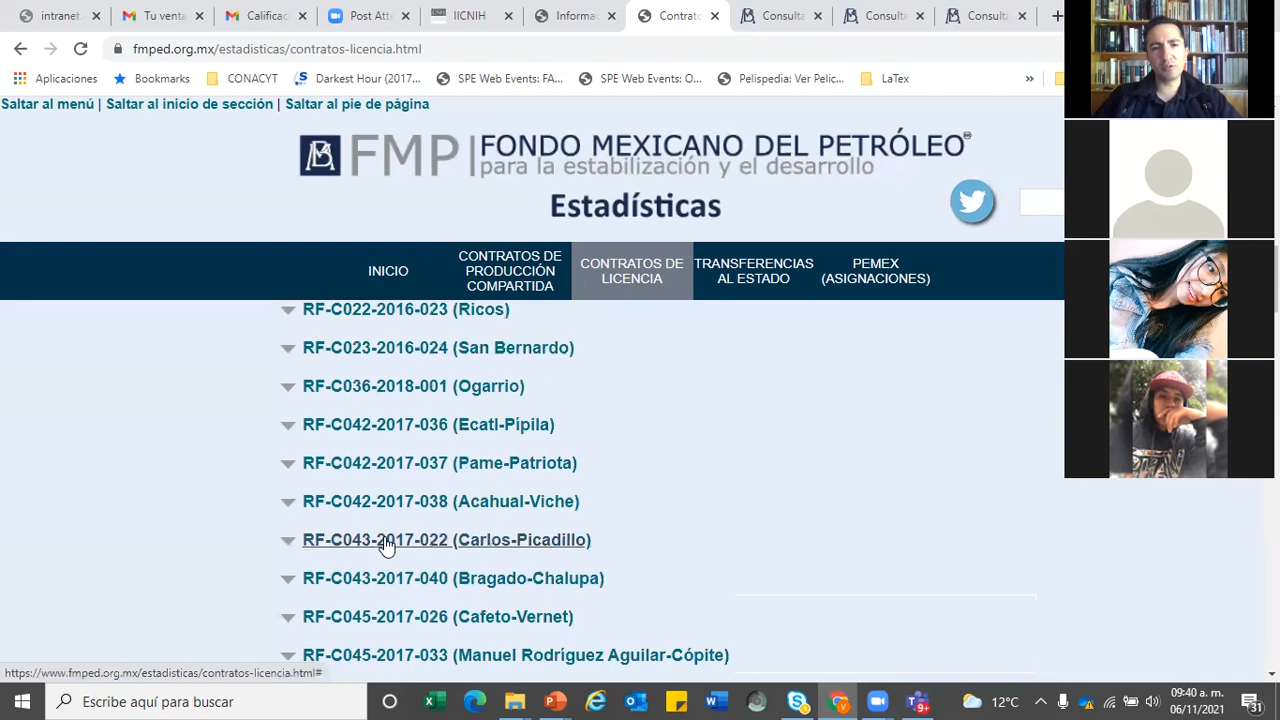 intranet
Tu venta
Calificac
Post Atte
IICNIH
Informac
Contrato
Consulta
Consulta
Consulta
fmped.org.mx/estadisticas/contratos-licencia.html
Aplicaciones
Bookmarks
CONACYT
Darkest Hour (2017...
SPE Web Events: FA...
SPE Web Events: O...
Pelispedia: Ver Pelic...
LaTex
»
Saltar al menú | Saltar al inicio de sección | Saltar al pie de página
FMP | FONDO MEXICANO DEL PETRÓLEO
para la estabilización y el desarrollo
Estadísticas
INICIO
CONTRATOS DE
PRODUCCIÓN
COMPARTIDA
CONTRATOS DE
LICENCIA
TRANSFERENCIAS
AL ESTADO
PEMEX
(ASIGNACIONES)
RF-C022-2016-023 (Ricos)
RF-C023-2016-024 (San Bernardo)
RF-C036-2018-001 (Ogarrio)
RF-C042-2017-036 (Ecatl-Pípila)
RF-C042-2017-037 (Pame-Patriota)
RF-C042-2017-038 (Acahual-Viche)
RF-C043-2017-022 (Carlos-Picadillo)
RF-C043-2017-040 (Bragado-Chalupa)
RF-C045-2017-026 (Cafeto-Vernet)
RF-C045-2017-033 (Manuel Rodríguez Aguilar-Cópite)
https://www.fmped.org.mx/estadisticas/contratos-licencia.html#
Escribe aquí para buscar
12°C
09:40 a. m.
06/11/2021
31